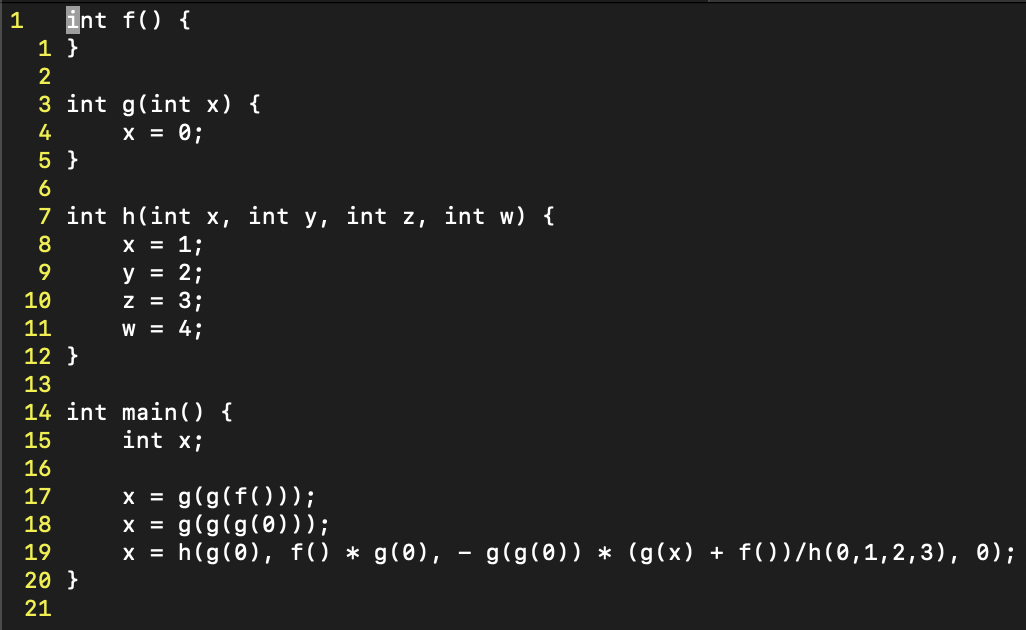 1   int f() {
  1 }
  2
  3 int g(int x) {
  4     x = 0;
  5 }
  6
  7 int h(int x, int y, int z, int w) {
  8     x = 1;
  9     y = 2;
 10     z = 3;
 11     w = 4;
 12 }
 13
 14 int main() {
 15     int x;
 16
 17     x = g(g(f()));
 18     x = g(g(g(0)));
 19     x = h(g(0), f() * g(0), - g(g(0)) * (g(x) + f())/h(0,1,2,3), 0);
 20 }
 21